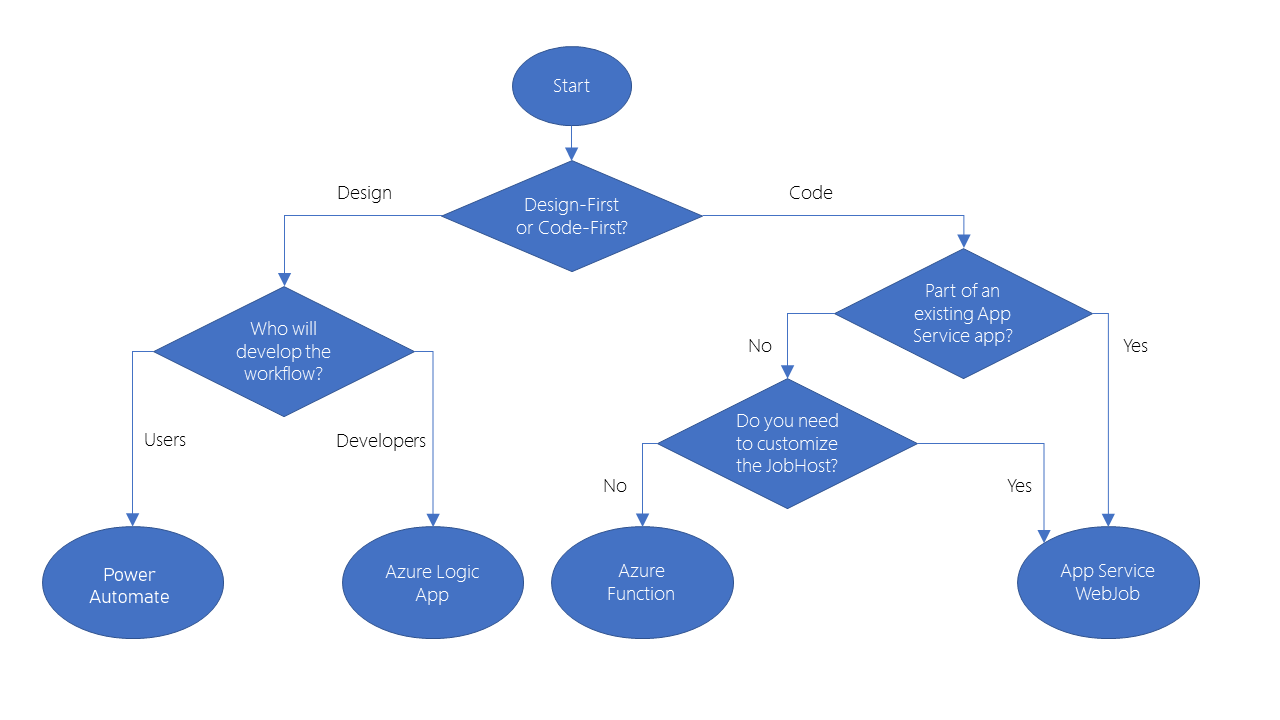 Start
Design
Code
Design-First
or Code-First?
Part of an
existing App
Service app?
Who will
develop the
workflow?
No
Yes
Do you need
to customize
the JobHost?
Users
Developers
No
Yes
Power
Automate
Azure Logic
App
Azure
Function
App Service
WebJob